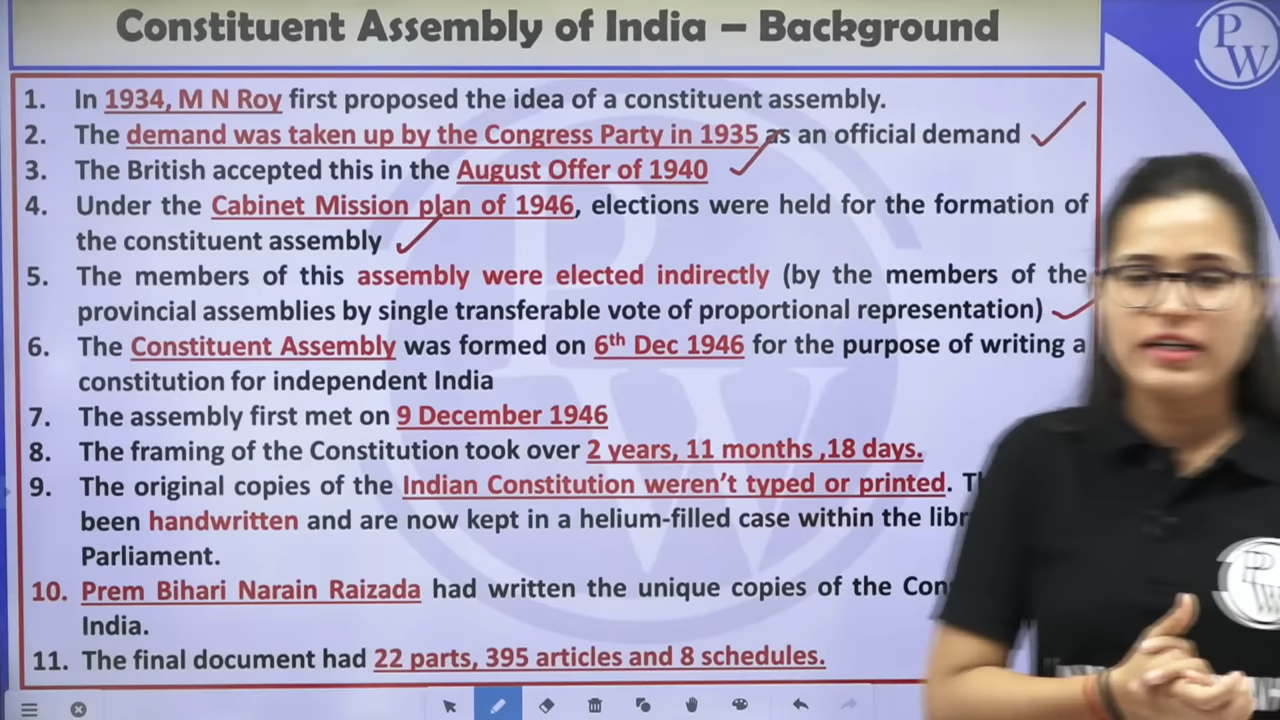 Constituent Assembly of India – Background
PW
1. In 1934, M N Roy first proposed the idea of a constituent assembly.
2. The demand was taken up by the Congress Party in 1935 as an official demand
3. The British accepted this in the August Offer of 1940
4. Under the Cabinet Mission plan of 1946, elections were held for the formation of
the constituent assembly
5. The members of this assembly were elected indirectly (by the members of the
provincial assemblies by single transferable vote of proportional representation)
6. The Constituent Assembly was formed on 6th Dec 1946 for the purpose of writing a
constitution for independent India
7. The assembly first met on 9 December 1946
8. The framing of the Constitution took over 2 years, 11 months ,18 days.
9. The original copies of the Indian Constitution weren't typed or printed.
been handwritten and are now kept in a helium-filled case within the
Parliament.
10. Prem Bihari Narain Raizada had written the unique copies of the
India.
11. The final document had 22 parts, 395 articles and 8 schedules.